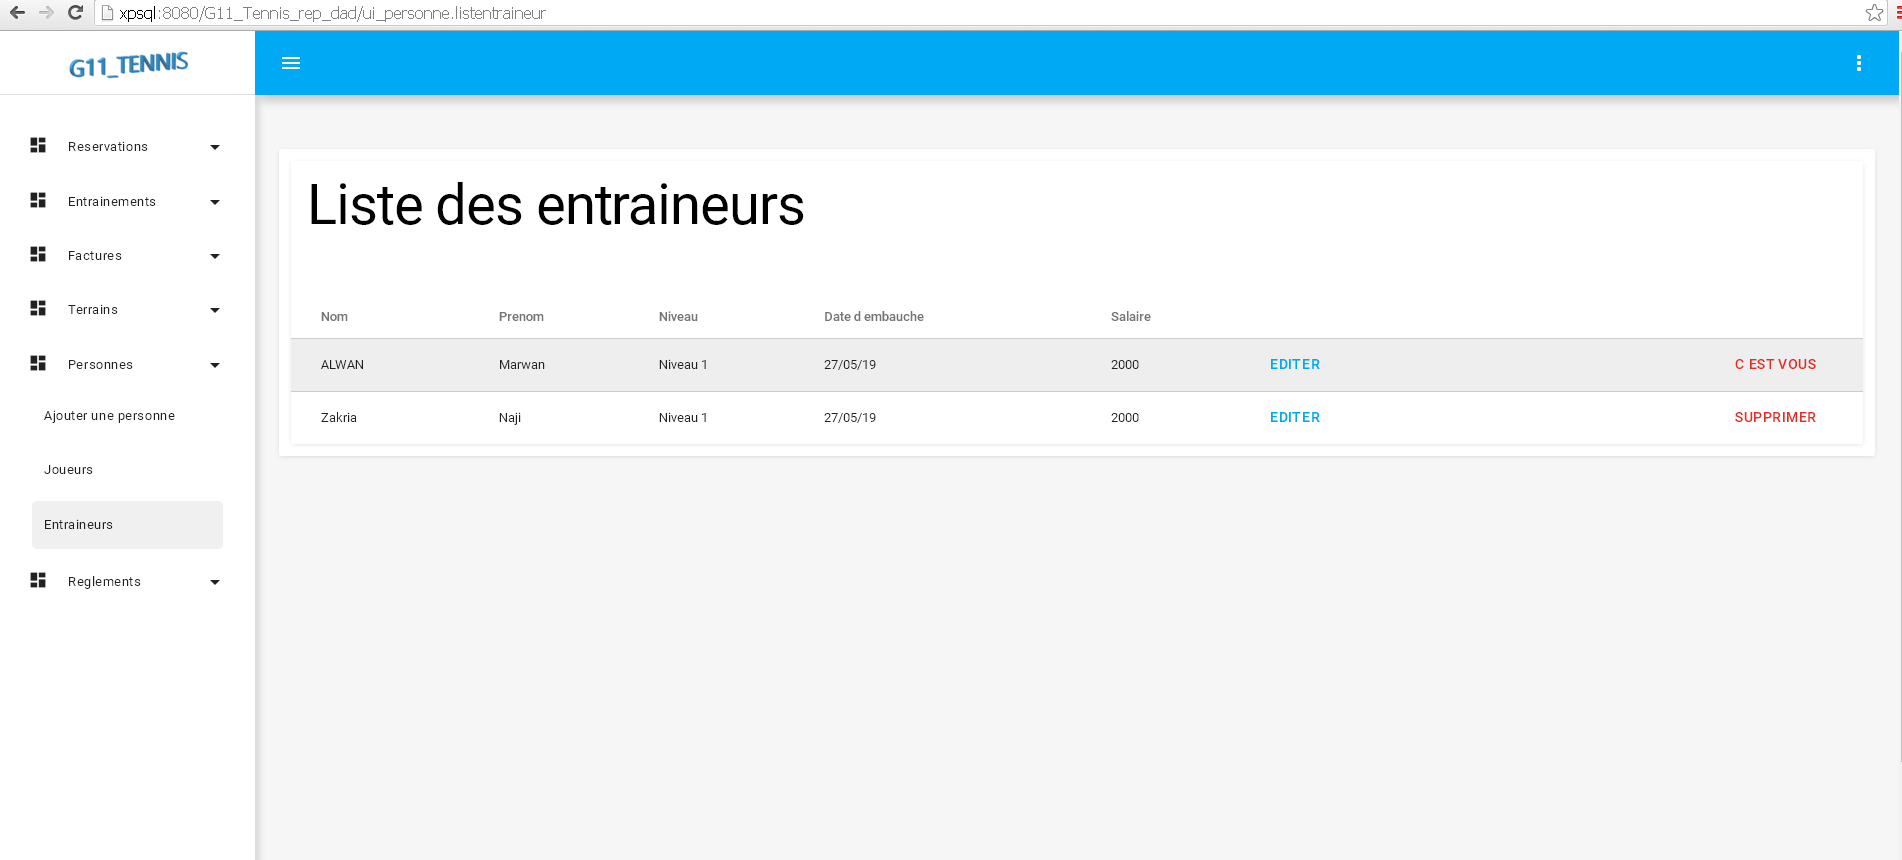 xpsql:8080/G11_Tennis_rep_dad/ui_personne.listentraineur
G11_TENNIS
Reservations
Entrainements
Factures
Terrains
Personnes
Ajouter une personne
Joueurs
Entraineurs
Reglements
Liste des entraineurs
Nom Prenom Niveau Date d embauche Salaire
ALWAN Marwan Niveau 1 27/05/19 2000 EDITER C EST VOUS
Zakria Naji Niveau 1 27/05/19 2000 EDITER SUPPRIMER